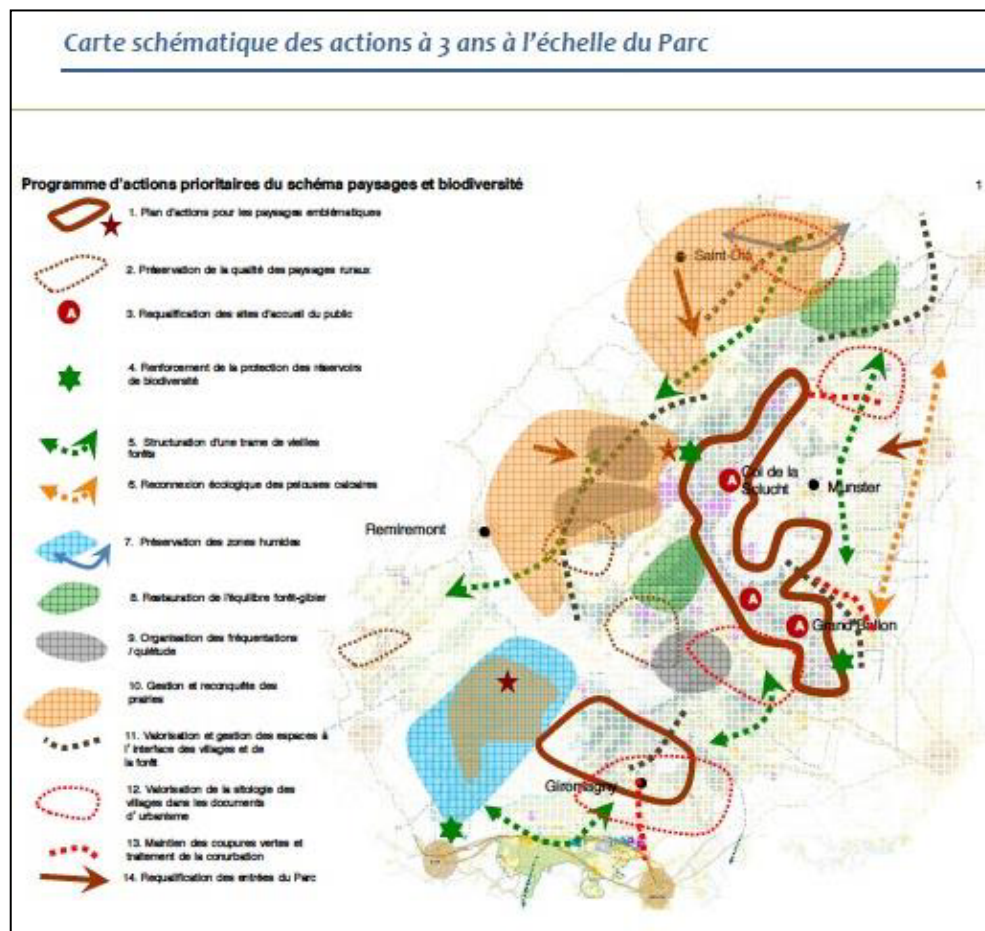 Carte schématique des actions à 3 ans à l'échelle du Parc
Programme d'actions prioritaires du schéma paysages et biodiversité
1
1. Plan d'actions pour les paysages emblématiques
2. Préservation de la qualité des paysages ruraux
A
3. Requalification des sites d'accueil du public
4. Renforcement de la protection des réservoirs
de biodiversité
5. Structuration d'une trame de vieilles
forêts
6. Reconnexion écologique des pelouses calcaires
7. Préservation des zones humides
8. Restauration de l'équilibre forêt-gibier
9. Organisation des fréquentations
/quiétude
10. Gestion et reconquête des
prairies
11. Valorisation et gestion des espaces à
l' interface des villages et de
la forêt
12. Valorisation de la sitologie des
villages dans les documents
d' urbanisme
13. Maintien des coupures vertes et
traitement de la conurbation
14. Requalification des entrées du Parc
Saint-Dié
A
Col de la
Schlucht
Munster
Remiremont
A
A
Grand Ballon
Giromagny